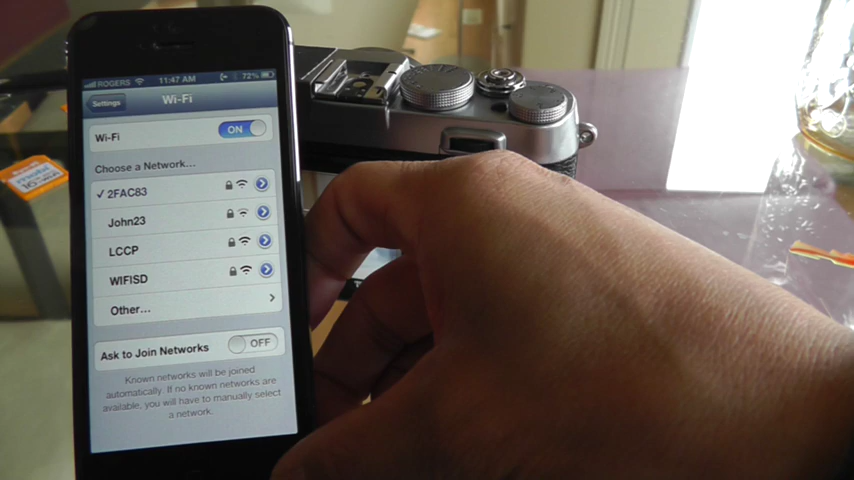 ROGERS 11:47 AM 72%
Settings Wi-Fi
Wi-Fi ON
Choose a Network...
✓ 2FAC83
John23
LCCP
WIFISD
Other...
Ask to Join Networks OFF
Known networks will be joined
automatically. If no known networks are
available, you will have to manually select
a network.